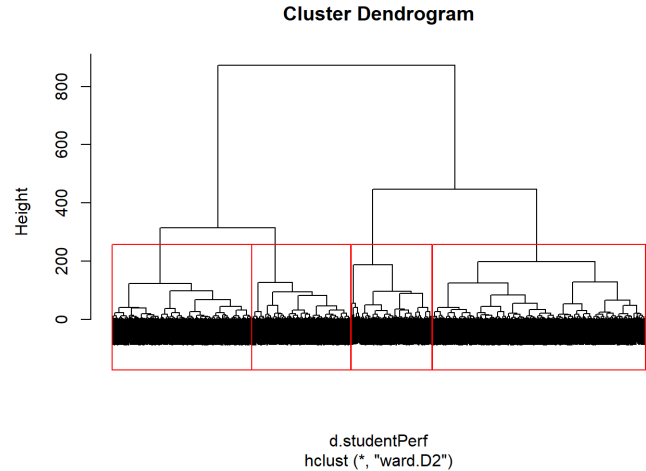 Cluster Dendrogram
Height
800
600
400
200
0
d.studentPerf
hclust (*, "ward.D2")